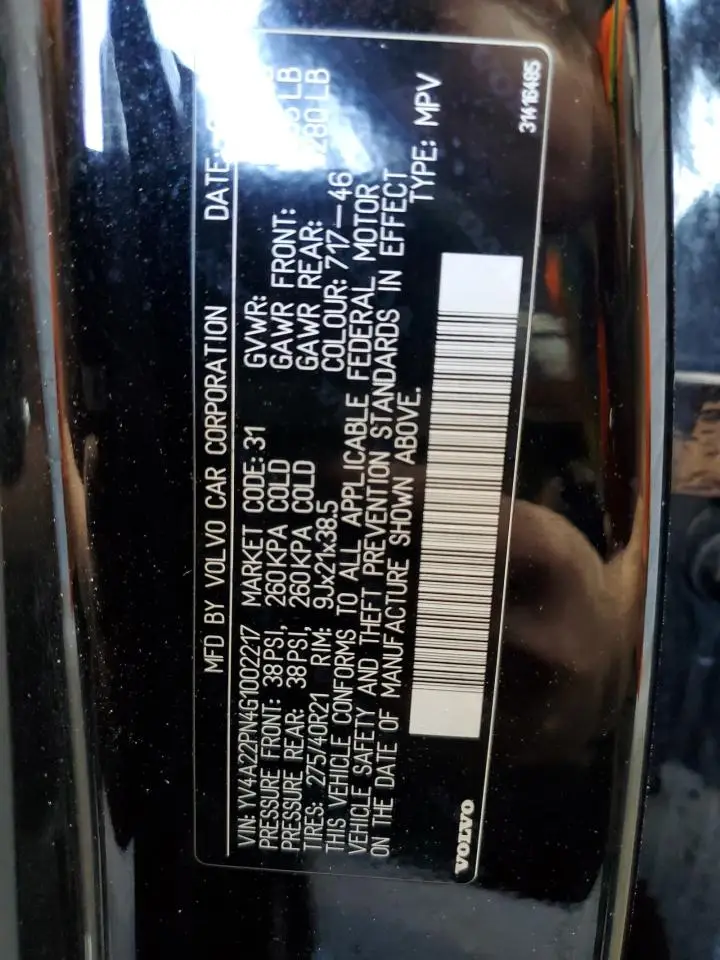 MFD BY VOLVO CAR CORPORATION DATE:
VIN: YV4A22PN4G1002217 MARKET CODE: 31 GVWR:
PRESSURE FRONT: 38PSI, 260KPA COLD GAWR FRONT: LB
PRESSURE REAR: 38PSI, 260KPA COLD GAWR REAR: 280 LB
TIRES: 275/40R21 RIM: 9Jx21x38.5 COLOUR: 717-46
THIS VEHICLE CONFORMS TO ALL APPLICABLE FEDERAL MOTOR
VEHICLE SAFETY AND THEFT PREVENTION STANDARDS IN EFFECT
ON THE DATE OF MANUFACTURE SHOWN ABOVE. TYPE: MPV
VOLVO
31416485